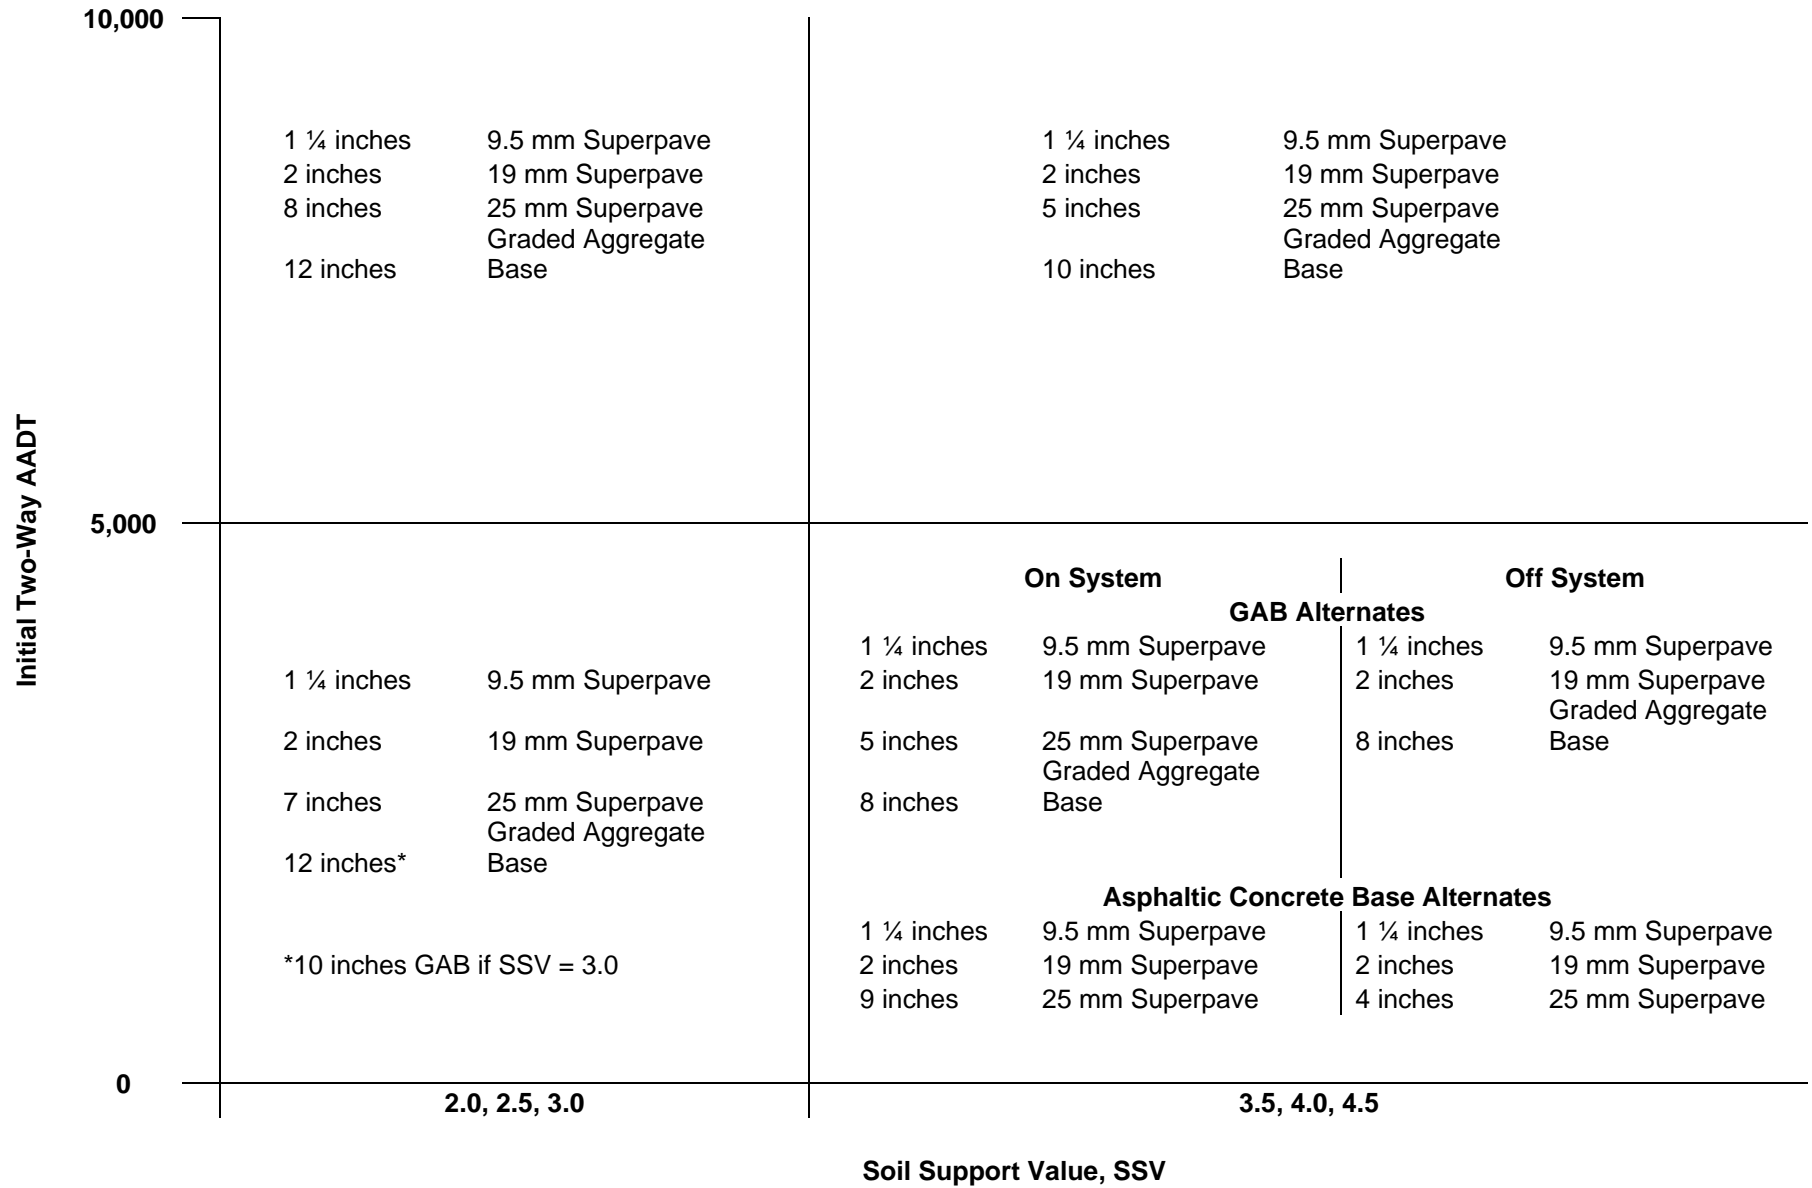 10,000
1 ¼ inches 9.5 mm Superpave
2 inches 19 mm Superpave
8 inches 25 mm Superpave
Graded Aggregate
12 inches Base
1 ¼ inches 9.5 mm Superpave
2 inches 19 mm Superpave
5 inches 25 mm Superpave
Graded Aggregate
10 inches Base
Initial Two-Way AADT
5,000
1 ¼ inches 9.5 mm Superpave
2 inches 19 mm Superpave
7 inches 25 mm Superpave
Graded Aggregate
12 inches* Base
*10 inches GAB if SSV = 3.0
On System Off System
GAB Alternates
1 ¼ inches 9.5 mm Superpave
2 inches 19 mm Superpave
5 inches 25 mm Superpave
Graded Aggregate
8 inches Base
1 ¼ inches 9.5 mm Superpave
2 inches 19 mm Superpave
Graded Aggregate
8 inches Base
Asphaltic Concrete Base Alternates
1 ¼ inches 9.5 mm Superpave
2 inches 19 mm Superpave
9 inches 25 mm Superpave
1 ¼ inches 9.5 mm Superpave
2 inches 19 mm Superpave
4 inches 25 mm Superpave
0
2.0, 2.5, 3.0
3.5, 4.0, 4.5
Soil Support Value, SSV